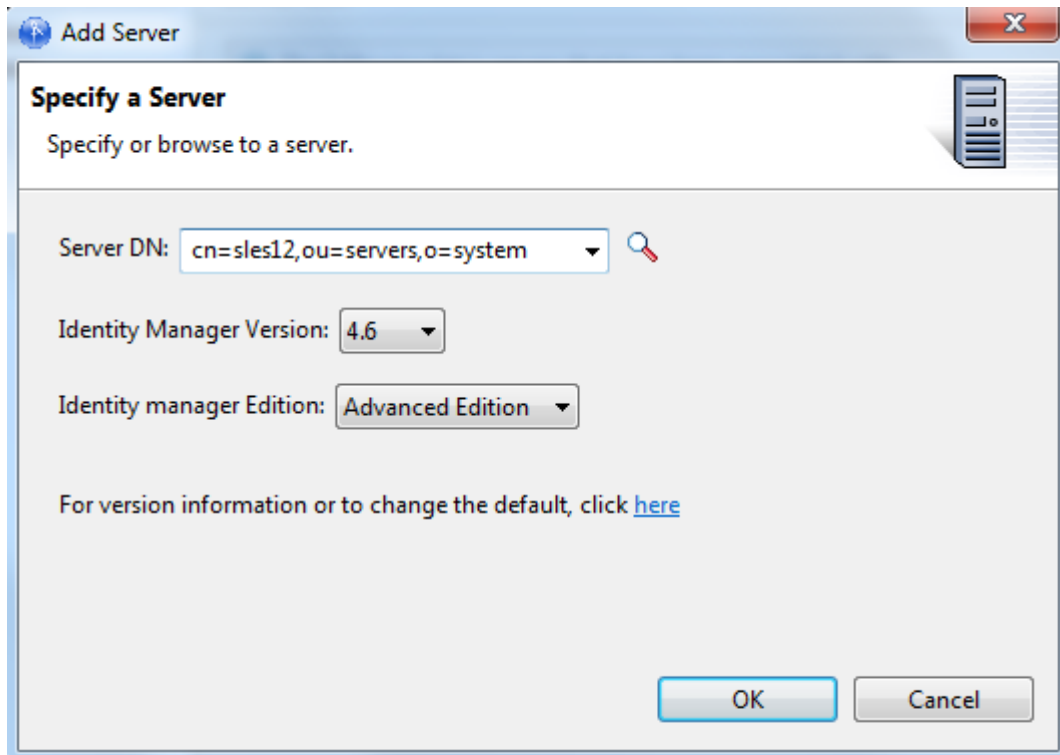 Add Server
Specify a Server
Specify or browse to a server.
Server DN: cn=sles12,ou=servers,o=system
Identity Manager Version: 4.6
Identity manager Edition: Advanced Edition
For version information or to change the default, click here
OK Cancel